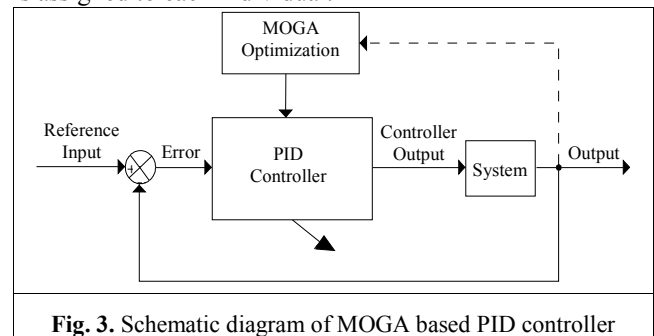 MOGA
Optimization
Reference
Input
+
-
Error
PID
Controller
Controller
Output
System
Output
Fig. 3. Schematic diagram of MOGA based PID controller